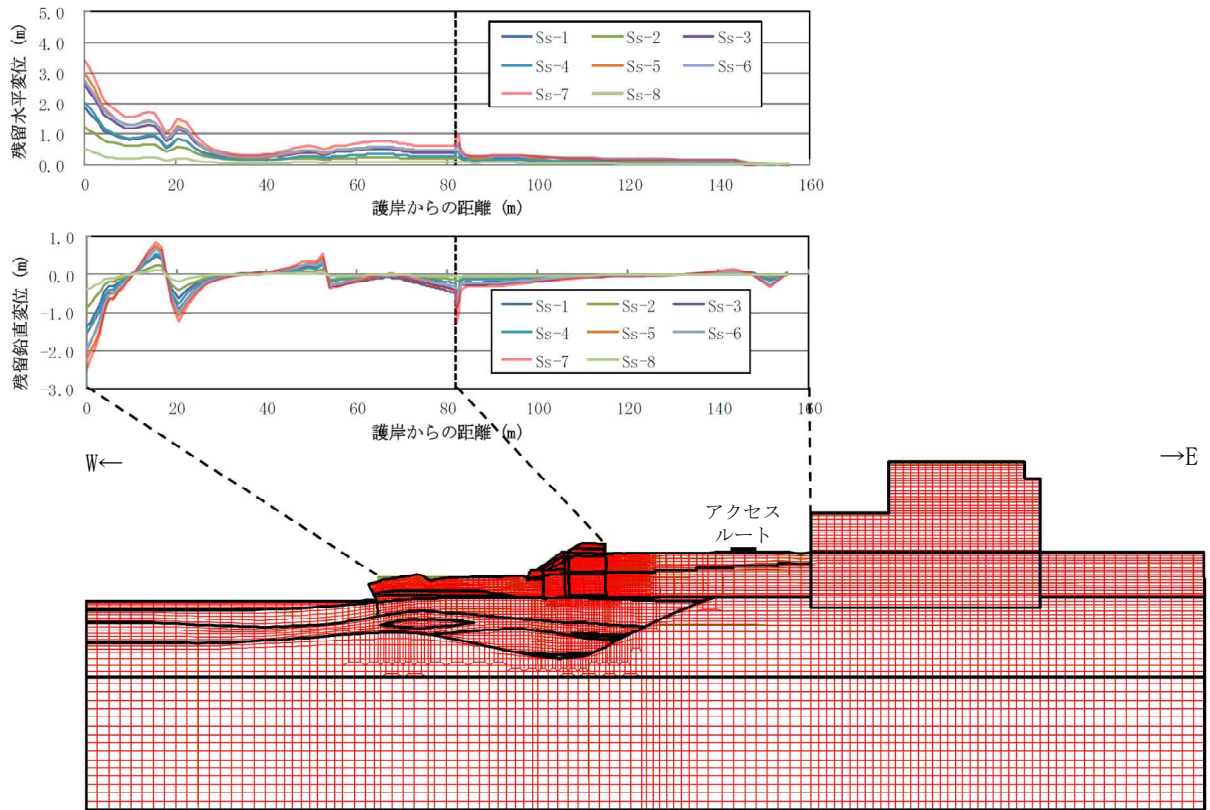 5.0
4.0
3.0
2.0
1.0
0.0
残留水平変位 (m)
Ss-1 Ss-2 Ss-3
Ss-4 Ss-5 Ss-6
Ss-7 Ss-8
0 20 40 60 80 100 120 140 160
護岸からの距離 (m)
1.0
0.0
-1.0
-2.0
-3.0
残留鉛直変位 (m)
Ss-1 Ss-2 Ss-3
Ss-4 Ss-5 Ss-6
Ss-7 Ss-8
0 20 40 60 80 100 120 140 160
護岸からの距離 (m)
W←
→E
アクセス
ルート